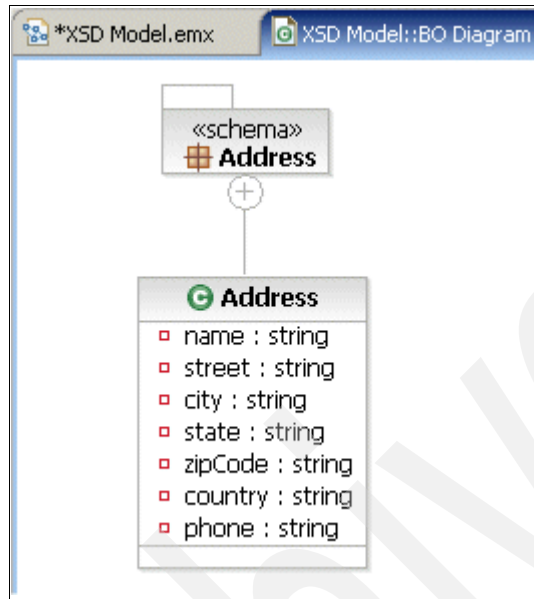 *XSD Model.emx
XSD Model::BO Diagram
«schema»
Address
Address
name : string
street : string
city : string
state : string
zipCode : string
country : string
phone : string